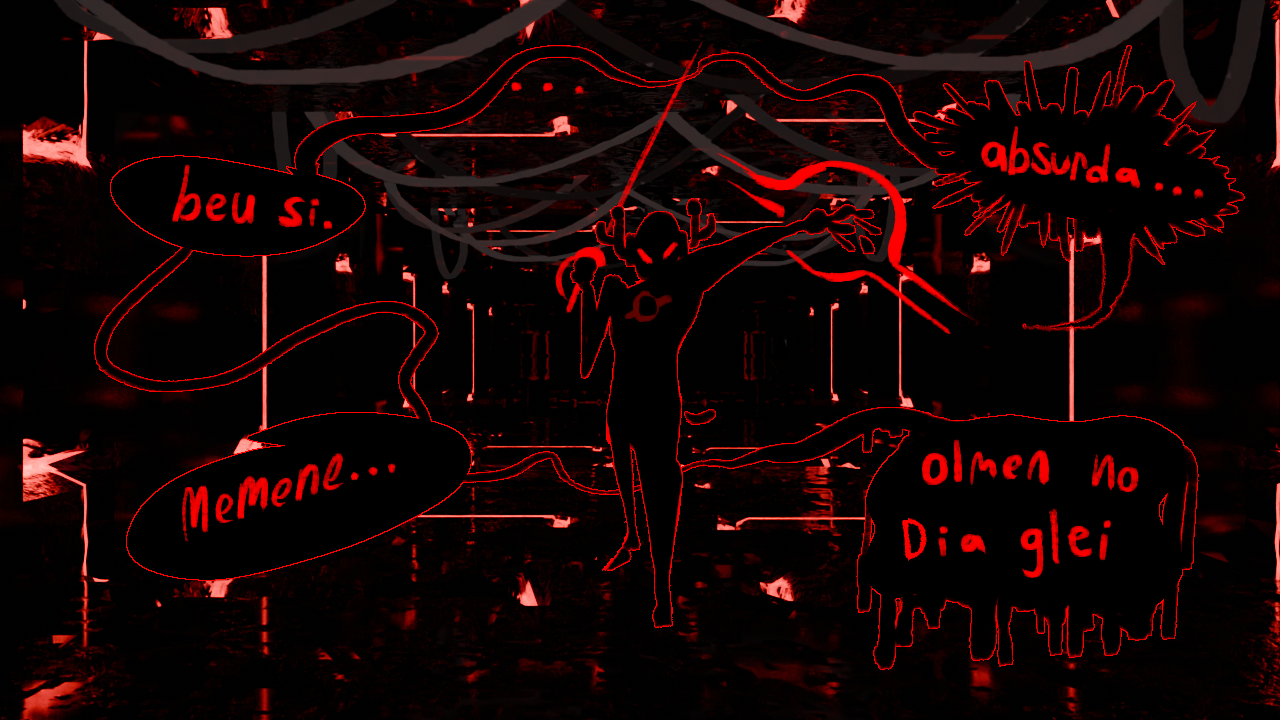 beu si.
absurda...
Memene...
olmen no
Dia glei